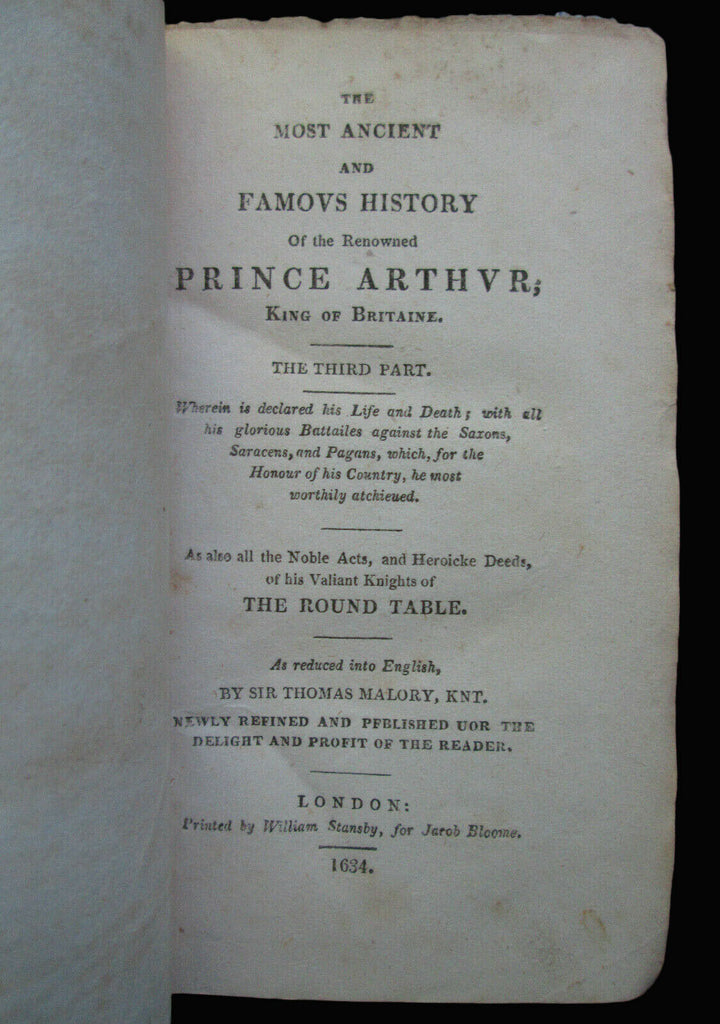 THE
MOST ANCIENT
AND
FAMOVS HISTORY
Of the Renowned
PRINCE ARTHVR;
KING OF BRITAINE.
THE THIRD PART.
Wherein is declared his Life and Death; with all
his glorious Battailes against the Saxons,
Saracens, and Pagans, which, for the
Honour of his Country, he most
worthily atchieued.
As also all the Noble Acts, and Heroicke Deeds,
of his Valiant Knights of
THE ROUND TABLE.
As reduced into English,
BY SIR THOMAS MALORY, KNT.
NEWLY REFINED AND PFBLISHED UOR THE
DELIGHT AND PROFIT OF THE READER.
LONDON:
Printed by William Stansby, for Jacob Bloome.
1634.